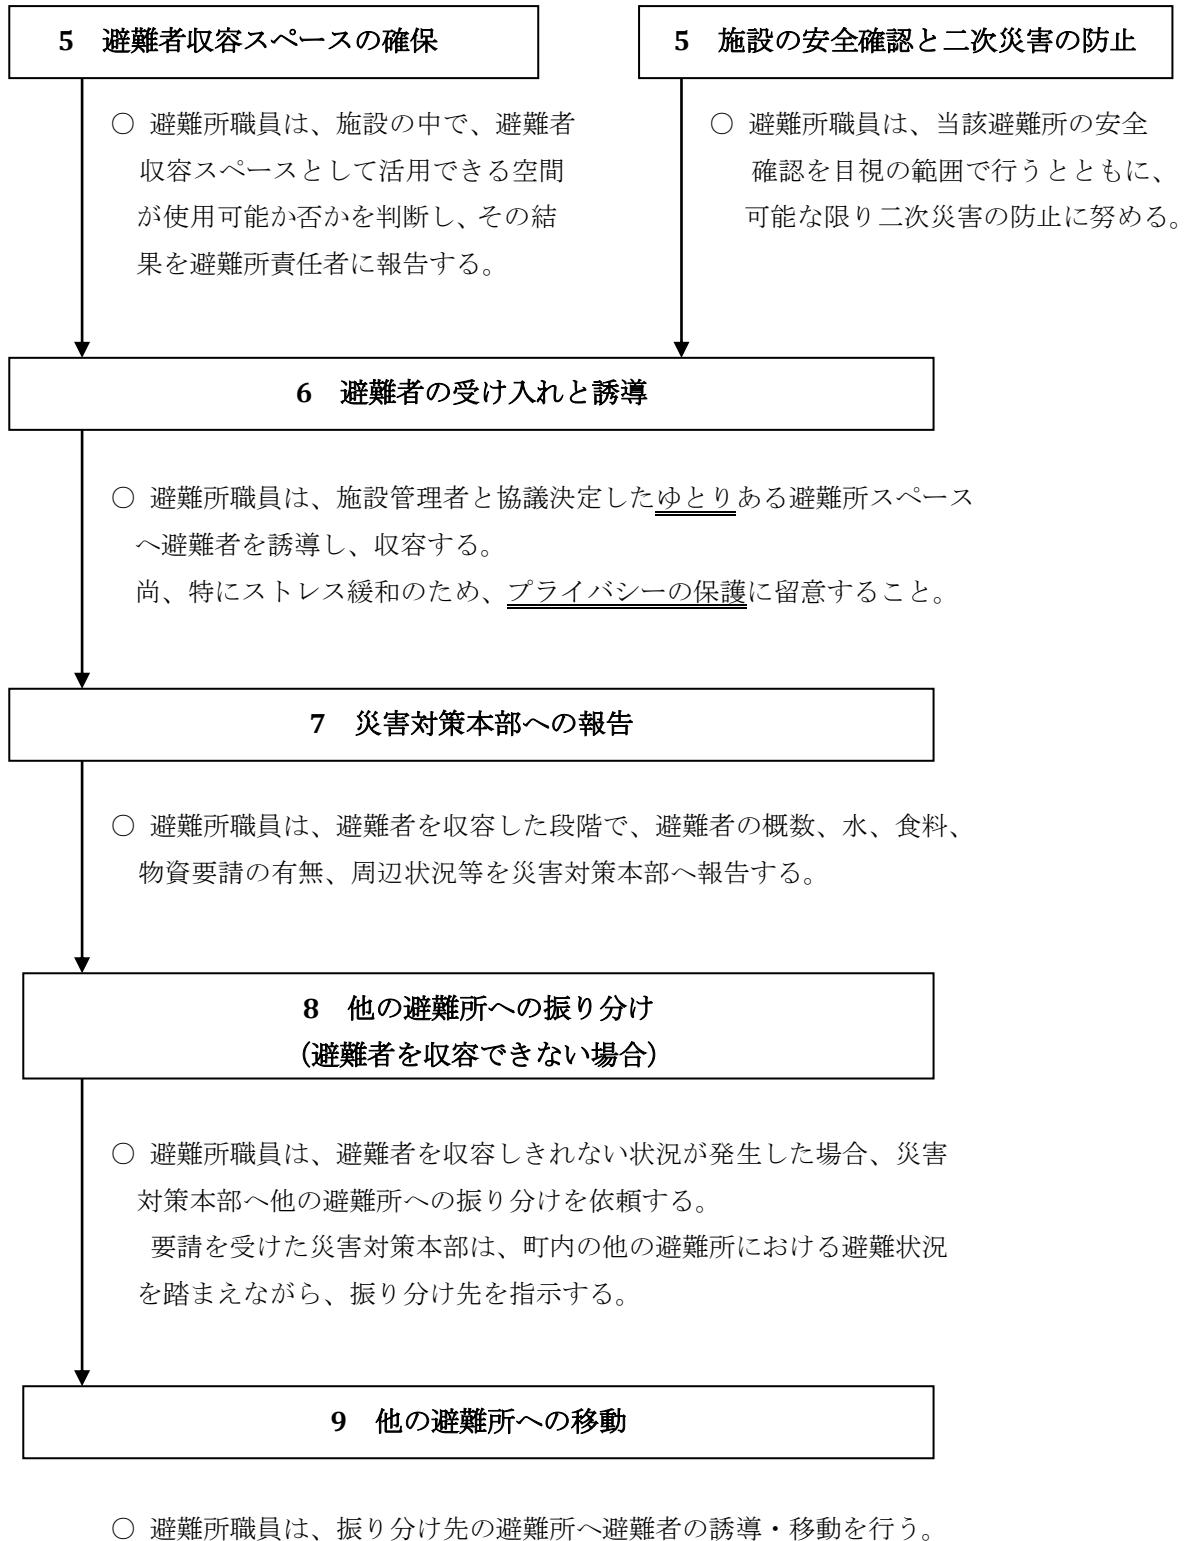 5　避難者収容スペースの確保
○ 避難所職員は、施設の中で、避難者
収容スペースとして活用できる空間
が使用可能か否かを判断し、その結
果を避難所責任者に報告する。
5　施設の安全確認と二次災害の防止
○ 避難所職員は、当該避難所の安全
確認を目視の範囲で行うとともに、
可能な限り二次災害の防止に努める。
6　避難者の受け入れと誘導
○ 避難所職員は、施設管理者と協議決定したゆとりある避難所スペース
へ避難者を誘導し、収容する。
尚、特にストレス緩和のため、プライバシーの保護に留意すること。
7　災害対策本部への報告
○ 避難所職員は、避難者を収容した段階で、避難者の概数、水、食料、
物資要請の有無、周辺状況等を災害対策本部へ報告する。
8　他の避難所への振り分け
（避難者を収容できない場合）
○ 避難所職員は、避難者を収容しきれない状況が発生した場合、災害
対策本部へ他の避難所への振り分けを依頼する。
要請を受けた災害対策本部は、町内の他の避難所における避難状況
を踏まえながら、振り分け先を指示する。
9　他の避難所への移動
○ 避難所職員は、振り分け先の避難所へ避難者の誘導・移動を行う。